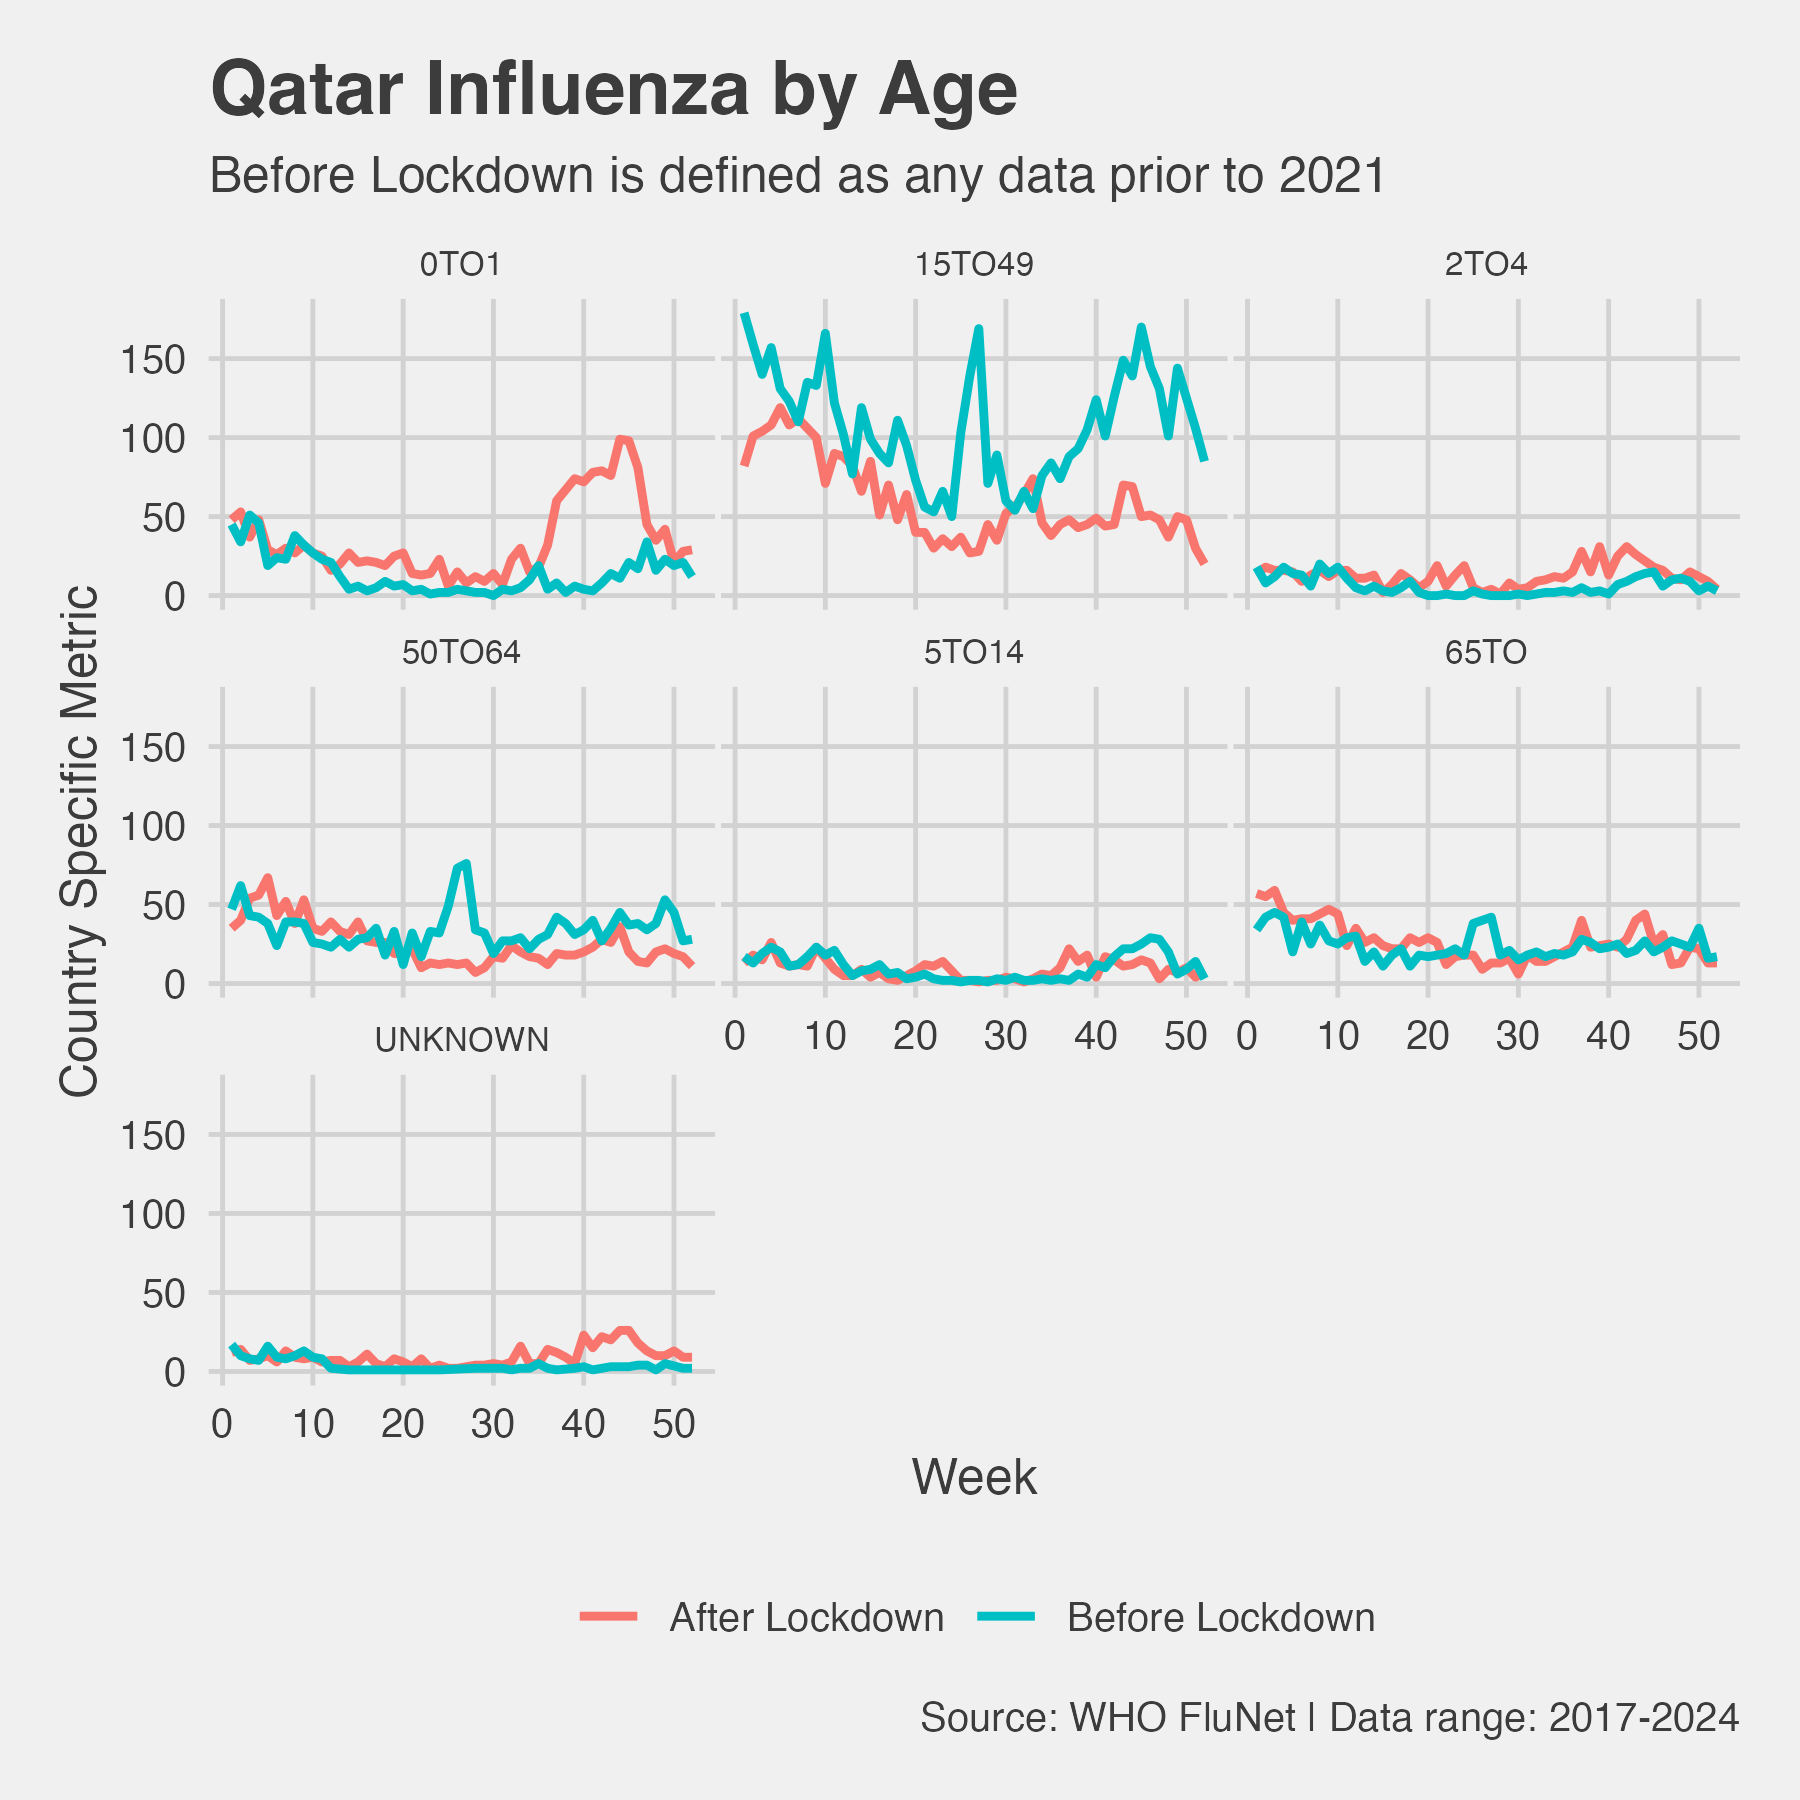 Qatar Influenza by Age
Before Lockdown is defined as any data prior to 2021
0TO1 15TO49 2TO4
150
100
50
0
50TO64 5TO14 65TO
150
100
50
0
0 10 20 30 40 50 0 10 20 30 40 50
UNKNOWN
150
100
50
0
0 10 20 30 40 50
Country Specific Metric
Week
After Lockdown Before Lockdown
Source: WHO FluNet | Data range: 2017-2024